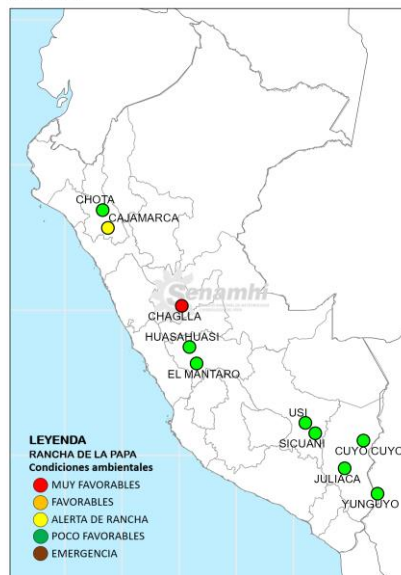 CHOTA
CAJAMARCA
Senamhi
CHAGLLA
HUASAHUASI
EL MANTARO
USI
SICUANI
CUYO CUYO
JULIACA
YUNGUYO
LEYENDA
RANCHA DE LA PAPA
Condiciones ambientales
MUY FAVORABLES
FAVORABLES
ALERTA DE RANCHA
POCO FAVORABLES
EMERGENCIA